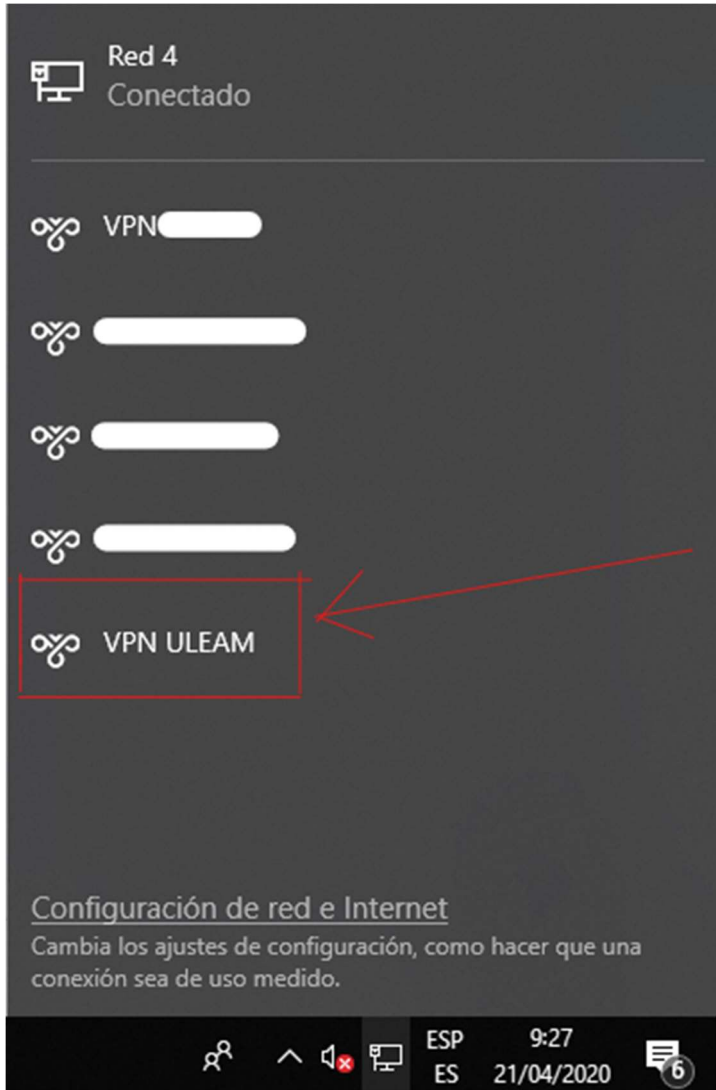 Red 4
Conectado
VPN
VPN ULEAM
Configuración de red e Internet
Cambia los ajustes de configuración, como hacer que una
conexión sea de uso medido.
ESP 9:27
ES 21/04/2020 6